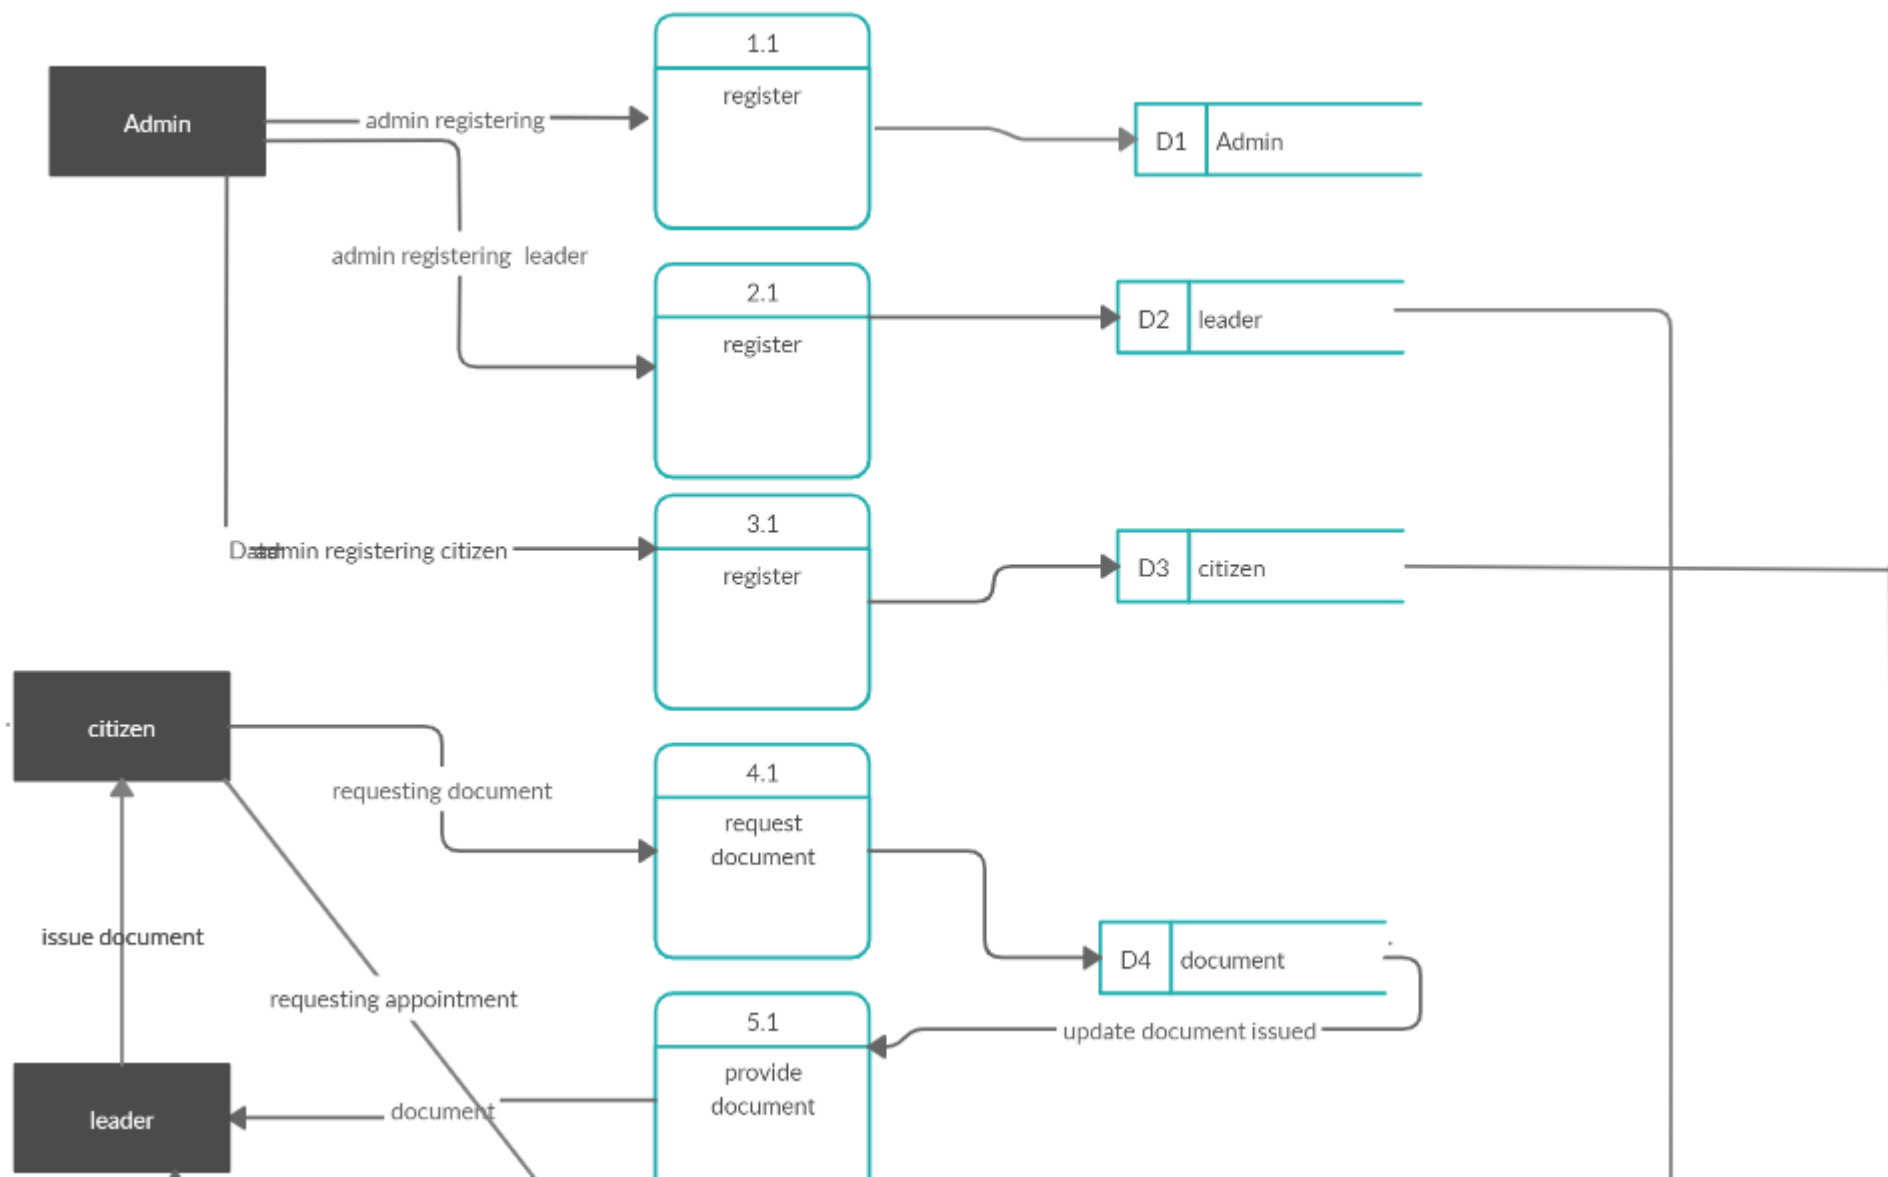 1.1
register
Admin
admin registering
D1
Admin
admin registering leader
2.1
register
D2
leader
3.1
register
admin registering citizen
D3
citizen
citizen
requesting document
4.1
request
document
issue document
D4
document
requesting appointment
5.1
provide
document
update document issued
leader
document